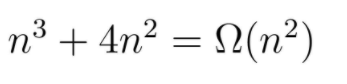 n³ + 4n² = Ω(n²)